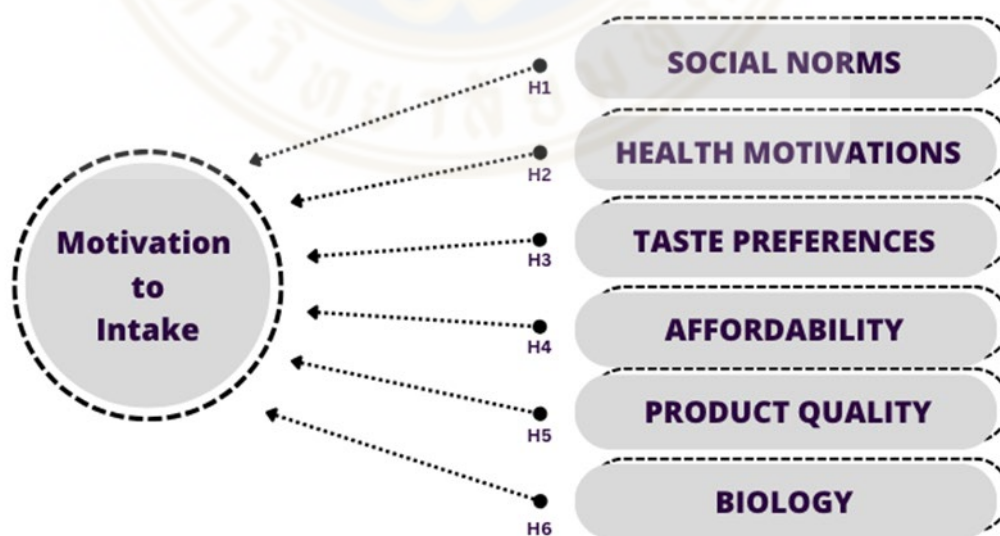 SOCIAL NORMS
H1
HEALTH MOTIVATIONS
H2
Motivation
to
Intake
TASTE PREFERENCES
H3
AFFORDABILITY
H4
PRODUCT QUALITY
H5
BIOLOGY
H6